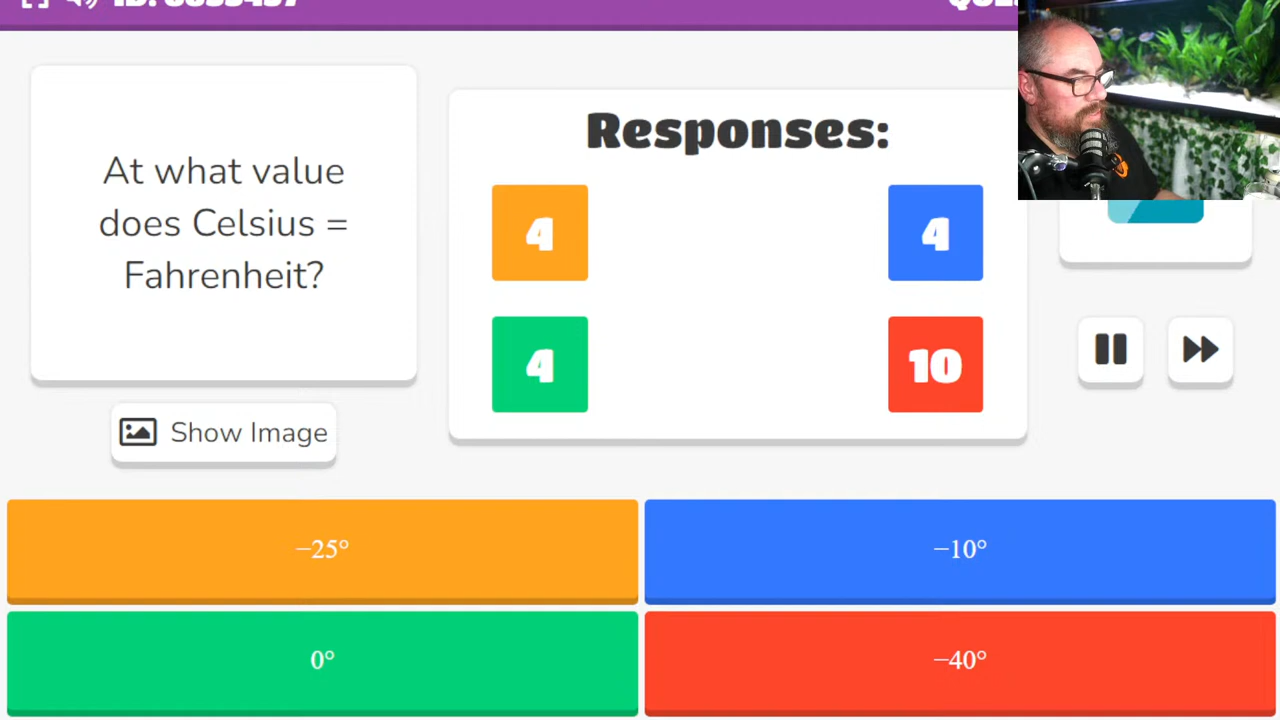 At what value
does Celsius =
Fahrenheit?
Show Image
Responses:
4
4
4
10
−25°
−10°
0°
−40°